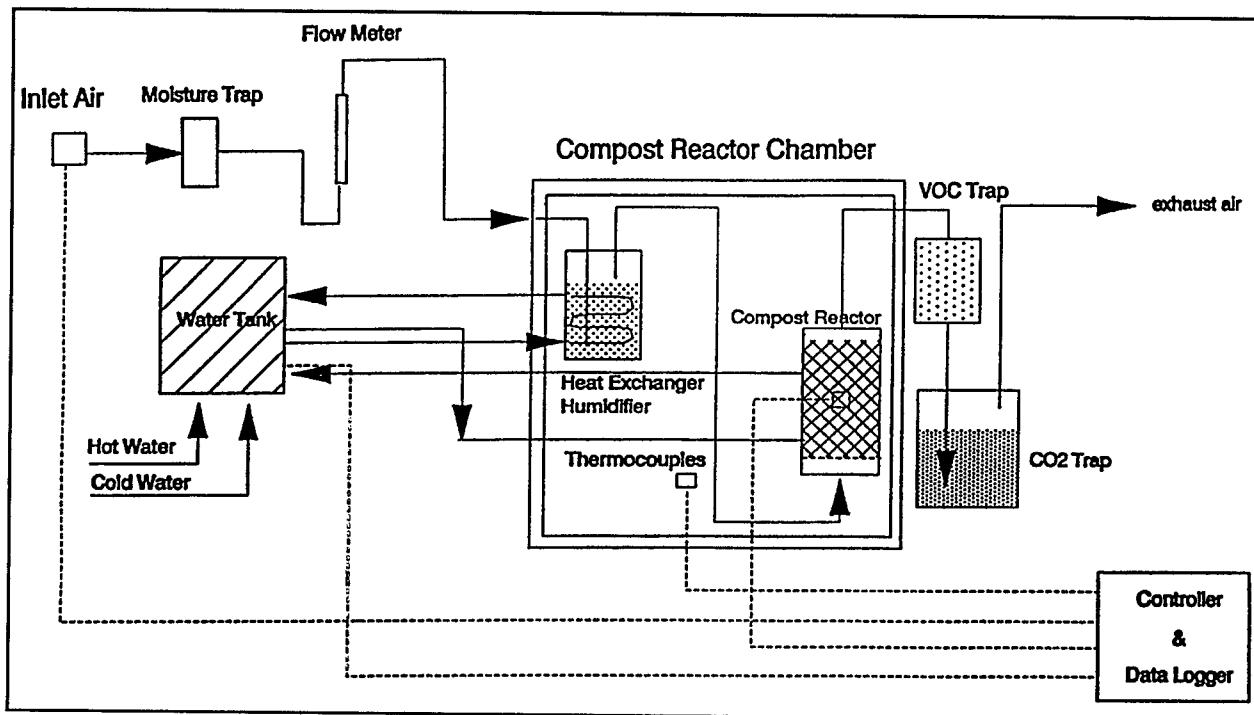 Flow Meter
Inlet Air
Moisture Trap
Compost Reactor Chamber
VOC Trap
exhaust air
Water Tank
Compost Reactor
Heat Exchanger
Humidifier
Hot Water
Cold Water
Thermocouples
CO2 Trap
Controller
&
Data Logger